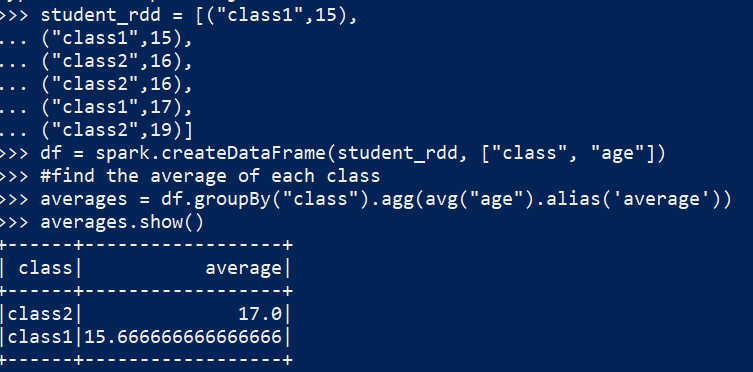 >>> student_rdd = [("class1",15),
... ("class1",15),
... ("class2",16),
... ("class2",16),
... ("class1",17),
... ("class2",19)]
>>> df = spark.createDataFrame(student_rdd, ["class", "age"])
>>> #find the average of each class
>>> averages = df.groupBy("class").agg(avg("age").alias('average'))
>>> averages.show()
+------+------------------+
| class|           average|
+------+------------------+
|class2|              17.0|
|class1|15.666666666666666|
+------+------------------+